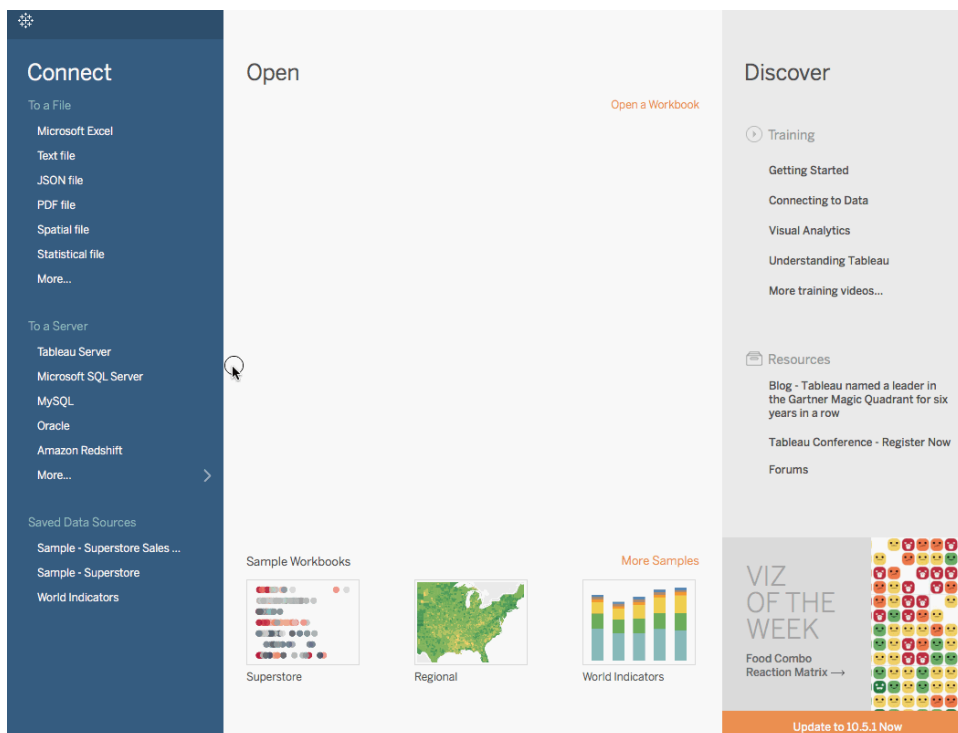 Connect
To a File
Microsoft Excel
Text file
JSON file
PDF file
Spatial file
Statistical file
More...
To a Server
Tableau Server
Microsoft SQL Server
MySQL
Oracle
Amazon Redshift
More...
Saved Data Sources
Sample - Superstore Sales ...
Sample - Superstore
World Indicators
Open
Open a Workbook
Sample Workbooks
More Samples
Superstore
Regional
World Indicators
Discover
Training
Getting Started
Connecting to Data
Visual Analytics
Understanding Tableau
More training videos...
Resources
Blog - Tableau named a leader in
the Gartner Magic Quadrant for six
years in a row
Tableau Conference - Register Now
Forums
VIZ
OF THE
WEEK
Food Combo
Reaction Matrix →
Update to 10.5.1 Now